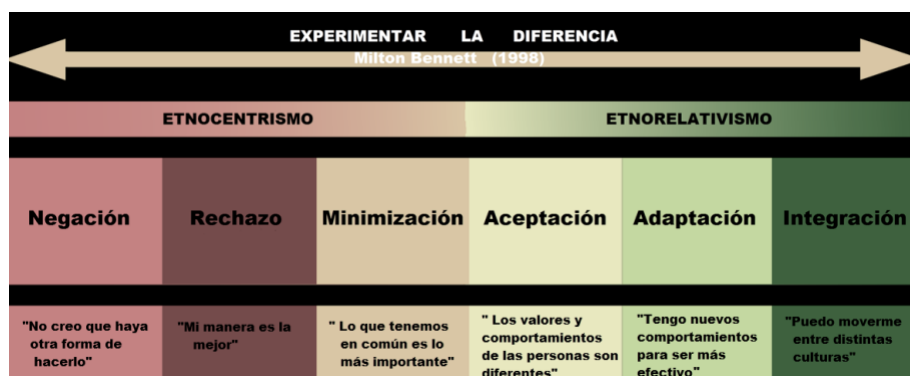 EXPERIMENTAR LA DIFERENCIA
Milton Bennett (1998)
ETNOCENTRISMO
ETNORELATIVISMO
Negación
Rechazo
Minimización
Aceptación
Adaptación
Integración
"No creo que haya
otra forma de
hacerlo"
"Mi manera es la
mejor"
" Lo que tenemos
en común es lo
más importante"
" Los valores y
comportamientos
de las personas son
diferentes"
"Tengo nuevos
comportamientos
para ser más
efectivo"
"Puedo moverme
entre distintas
culturas"